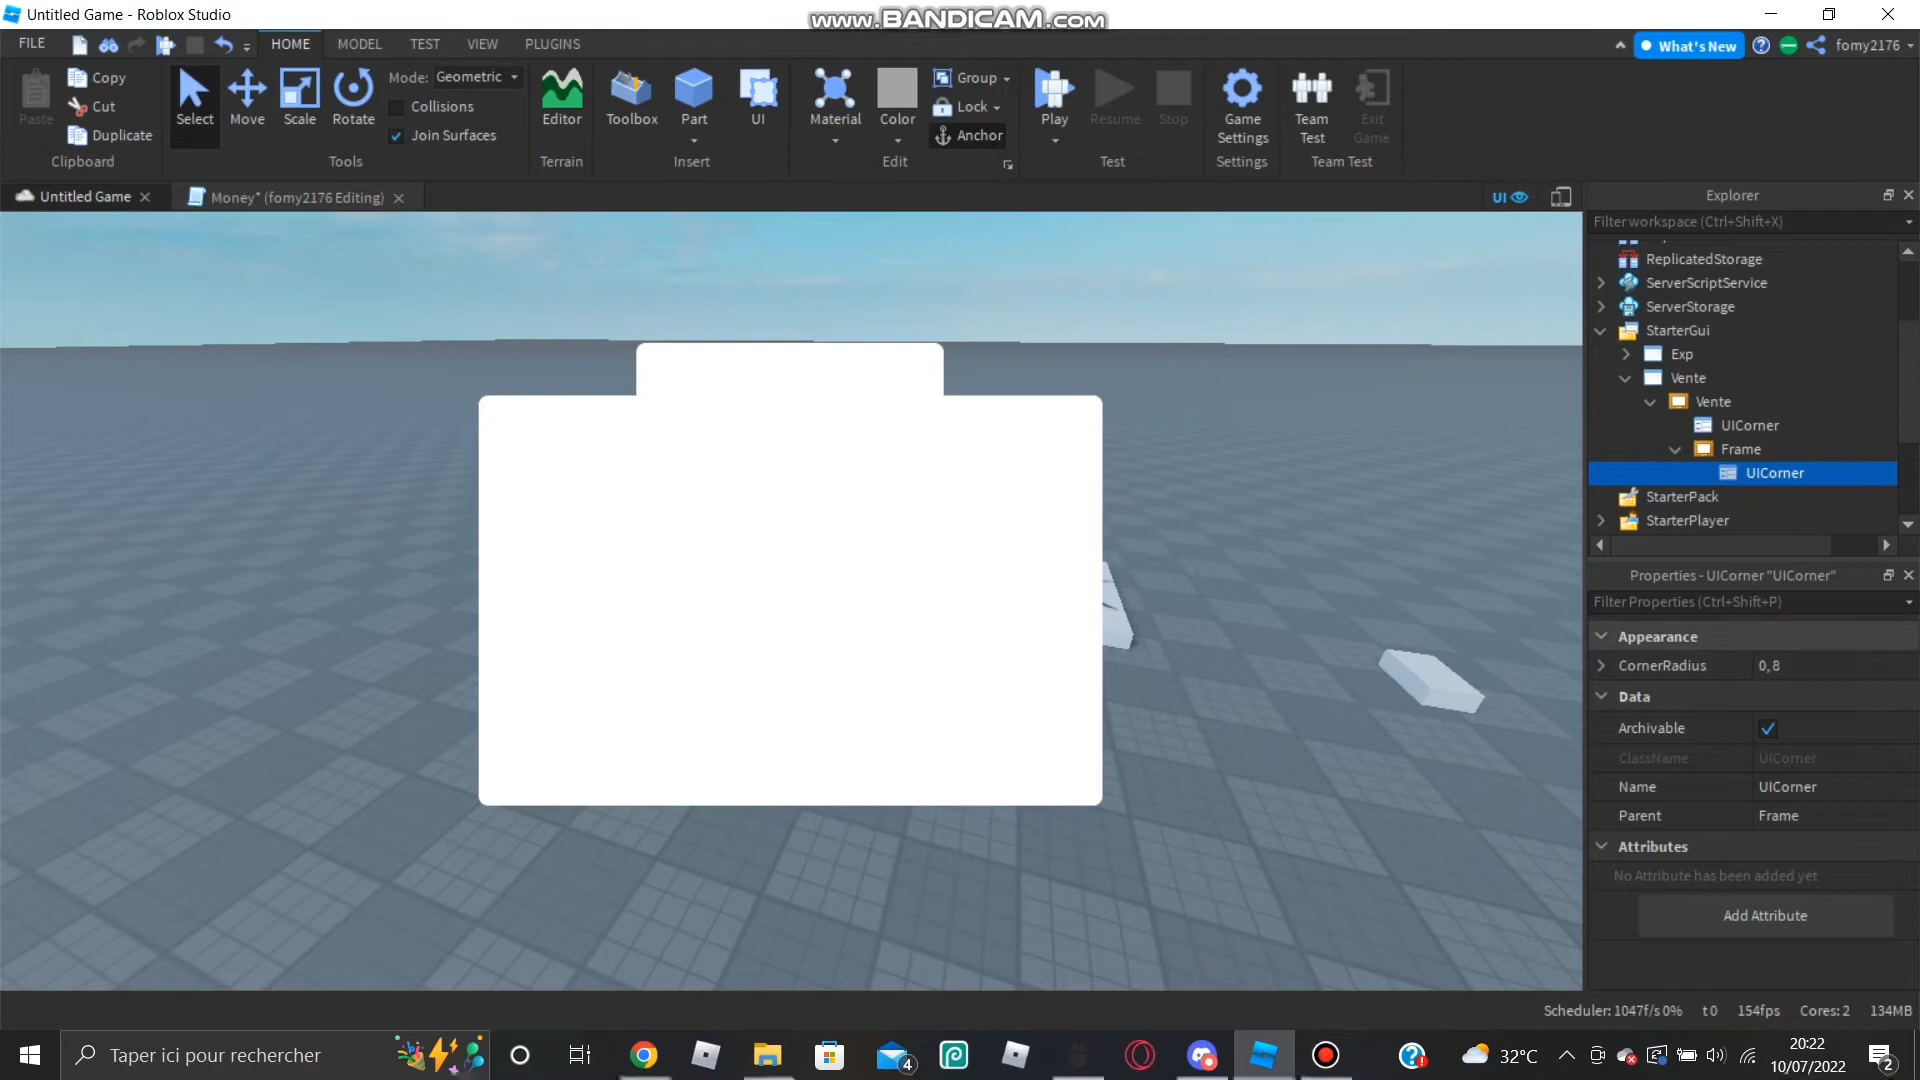 Untitled Game - Roblox Studio
www.BANDICAM.com
FILE HOME MODEL TEST VIEW PLUGINS
What's New fomy2176
Paste Copy Cut Duplicate Clipboard
Select Move Scale Rotate Mode: Geometric Collisions Join Surfaces Tools
Editor Terrain
Toolbox Part UI Insert
Material Color Group Lock Anchor Edit
Play Resume Stop Test
Game Settings Settings
Team Test Exit Game Team Test
Untitled Game Money* (fomy2176 Editing) UI
Explorer
Filter workspace (Ctrl+Shift+X)
ReplicatedStorage
ServerScriptService
ServerStorage
StarterGui
Exp
Vente
Vente
UICorner
Frame
UICorner
StarterPack
StarterPlayer
Properties - UICorner "UICorner"
Filter Properties (Ctrl+Shift+P)
Appearance
CornerRadius 0, 8
Data
Archivable
ClassName UICorner
Name UICorner
Parent Frame
Attributes
No Attribute has been added yet
Add Attribute
Scheduler: 1047f/s 0% t 0 154fps Cores: 2 134MB
Taper ici pour rechercher
4
32°C
20:22
10/07/2022
2